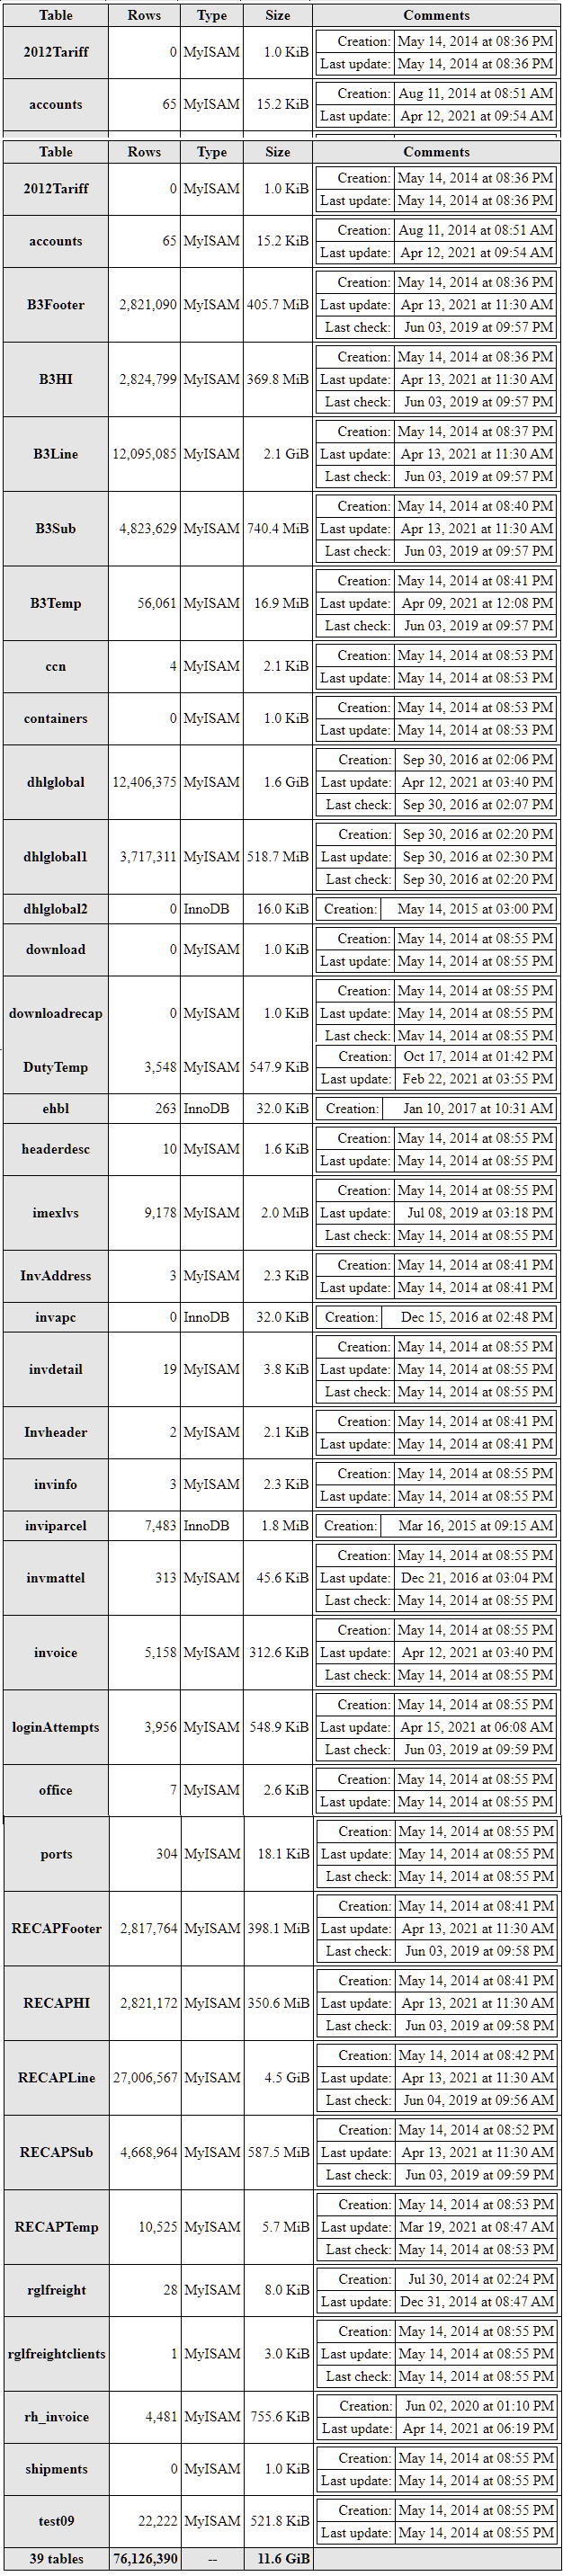 Table Rows Type Size Comments
2012Tariff 0 MyISAM 1.0 KiB Creation: May 14, 2014 at 08:36 PM
Last update: May 14, 2014 at 08:36 PM
accounts 65 MyISAM 15.2 KiB Creation: Aug 11, 2014 at 08:51 AM
Last update: Apr 12, 2021 at 09:54 AM
Table Rows Type Size Comments
2012Tariff 0 MyISAM 1.0 KiB Creation: May 14, 2014 at 08:36 PM
Last update: May 14, 2014 at 08:36 PM
accounts 65 MyISAM 15.2 KiB Creation: Aug 11, 2014 at 08:51 AM
Last update: Apr 12, 2021 at 09:54 AM
B3Footer 2,821,090 MyISAM 405.7 MiB Creation: May 14, 2014 at 08:36 PM
Last update: Apr 13, 2021 at 11:30 AM
Last check: Jun 03, 2019 at 09:57 PM
B3HI 2,824,799 MyISAM 369.8 MiB Creation: May 14, 2014 at 08:36 PM
Last update: Apr 13, 2021 at 11:30 AM
Last check: Jun 03, 2019 at 09:57 PM
B3Line 12,095,085 MyISAM 2.1 GiB Creation: May 14, 2014 at 08:37 PM
Last update: Apr 13, 2021 at 11:30 AM
Last check: Jun 03, 2019 at 09:57 PM
B3Sub 4,823,629 MyISAM 740.4 MiB Creation: May 14, 2014 at 08:40 PM
Last update: Apr 13, 2021 at 11:30 AM
Last check: Jun 03, 2019 at 09:57 PM
B3Temp 56,061 MyISAM 16.9 MiB Creation: May 14, 2014 at 08:41 PM
Last update: Apr 09, 2021 at 12:08 PM
Last check: Jun 03, 2019 at 09:57 PM
ccn 4 MyISAM 2.1 KiB Creation: May 14, 2014 at 08:53 PM
Last update: May 14, 2014 at 08:53 PM
containers 0 MyISAM 1.0 KiB Creation: May 14, 2014 at 08:53 PM
Last update: May 14, 2014 at 08:53 PM
dhlglobal 12,406,375 MyISAM 1.6 GiB Creation: Sep 30, 2016 at 02:06 PM
Last update: Apr 12, 2021 at 03:40 PM
Last check: Sep 30, 2016 at 02:07 PM
dhlglobal1 3,717,311 MyISAM 518.7 MiB Creation: Sep 30, 2016 at 02:20 PM
Last update: Sep 30, 2016 at 02:30 PM
Last check: Sep 30, 2016 at 02:20 PM
dhlglobal2 0 InnoDB 16.0 KiB Creation: May 14, 2015 at 03:00 PM
download 0 MyISAM 1.0 KiB Creation: May 14, 2014 at 08:55 PM
Last update: May 14, 2014 at 08:55 PM
downloadrecap 0 MyISAM 1.0 KiB Creation: May 14, 2014 at 08:55 PM
Last update: May 14, 2014 at 08:55 PM
Last check: May 14, 2014 at 08:55 PM
DutyTemp 3,548 MyISAM 547.9 KiB Creation: Oct 17, 2014 at 01:42 PM
Last update: Feb 22, 2021 at 03:55 PM
ehbl 263 InnoDB 32.0 KiB Creation: Jan 10, 2017 at 10:31 AM
headerdesc 10 MyISAM 1.6 KiB Creation: May 14, 2014 at 08:55 PM
Last update: May 14, 2014 at 08:55 PM
imexlvs 9,178 MyISAM 2.0 MiB Creation: May 14, 2014 at 08:55 PM
Last update: Jul 08, 2019 at 03:18 PM
Last check: May 14, 2014 at 08:55 PM
InvAddress 3 MyISAM 2.3 KiB Creation: May 14, 2014 at 08:41 PM
Last update: May 14, 2014 at 08:41 PM
invapc 0 InnoDB 32.0 KiB Creation: Dec 15, 2016 at 02:48 PM
invdetail 19 MyISAM 3.8 KiB Creation: May 14, 2014 at 08:55 PM
Last update: May 14, 2014 at 08:55 PM
Last check: May 14, 2014 at 08:55 PM
Invheader 2 MyISAM 2.1 KiB Creation: May 14, 2014 at 08:41 PM
Last update: May 14, 2014 at 08:41 PM
invinfo 3 MyISAM 2.3 KiB Creation: May 14, 2014 at 08:55 PM
Last update: May 14, 2014 at 08:55 PM
inviparcel 7,483 InnoDB 1.8 MiB Creation: Mar 16, 2015 at 09:15 AM
invmattel 313 MyISAM 45.6 KiB Creation: May 14, 2014 at 08:55 PM
Last update: Dec 21, 2016 at 03:04 PM
Last check: May 14, 2014 at 08:55 PM
invoice 5,158 MyISAM 312.6 KiB Creation: May 14, 2014 at 08:55 PM
Last update: Apr 12, 2021 at 03:40 PM
Last check: May 14, 2014 at 08:55 PM
loginAttempts 3,956 MyISAM 548.9 KiB Creation: May 14, 2014 at 08:55 PM
Last update: Apr 15, 2021 at 06:08 AM
Last check: Jun 03, 2019 at 09:59 PM
office 7 MyISAM 2.6 KiB Creation: May 14, 2014 at 08:55 PM
Last update: May 14, 2014 at 08:55 PM
ports 304 MyISAM 18.1 KiB Creation: May 14, 2014 at 08:55 PM
Last update: May 14, 2014 at 08:55 PM
Last check: May 14, 2014 at 08:55 PM
RECAPFooter 2,817,764 MyISAM 398.1 MiB Creation: May 14, 2014 at 08:41 PM
Last update: Apr 13, 2021 at 11:30 AM
Last check: Jun 03, 2019 at 09:58 PM
RECAPHI 2,821,172 MyISAM 350.6 MiB Creation: May 14, 2014 at 08:41 PM
Last update: Apr 13, 2021 at 11:30 AM
Last check: Jun 03, 2019 at 09:58 PM
RECAPLine 27,006,567 MyISAM 4.5 GiB Creation: May 14, 2014 at 08:42 PM
Last update: Apr 13, 2021 at 11:30 AM
Last check: Jun 04, 2019 at 09:56 AM
RECAPSub 4,668,964 MyISAM 587.5 MiB Creation: May 14, 2014 at 08:52 PM
Last update: Apr 13, 2021 at 11:30 AM
Last check: Jun 03, 2019 at 09:59 PM
RECAPTemp 10,525 MyISAM 5.7 MiB Creation: May 14, 2014 at 08:53 PM
Last update: Mar 19, 2021 at 08:47 AM
Last check: May 14, 2014 at 08:53 PM
rglfreight 28 MyISAM 8.0 KiB Creation: Jul 30, 2014 at 02:24 PM
Last update: Dec 31, 2014 at 08:47 AM
rglfreightclients 1 MyISAM 3.0 KiB Creation: May 14, 2014 at 08:55 PM
Last update: May 14, 2014 at 08:55 PM
Last check: May 14, 2014 at 08:55 PM
rh_invoice 4,481 MyISAM 755.6 KiB Creation: Jun 02, 2020 at 01:10 PM
Last update: Apr 14, 2021 at 06:19 PM
shipments 0 MyISAM 1.0 KiB Creation: May 14, 2014 at 08:55 PM
Last update: May 14, 2014 at 08:55 PM
test09 22,222 MyISAM 521.8 KiB Creation: May 14, 2014 at 08:55 PM
Last update: May 14, 2014 at 08:55 PM
39 tables 76,126,390 -- 11.6 GiB